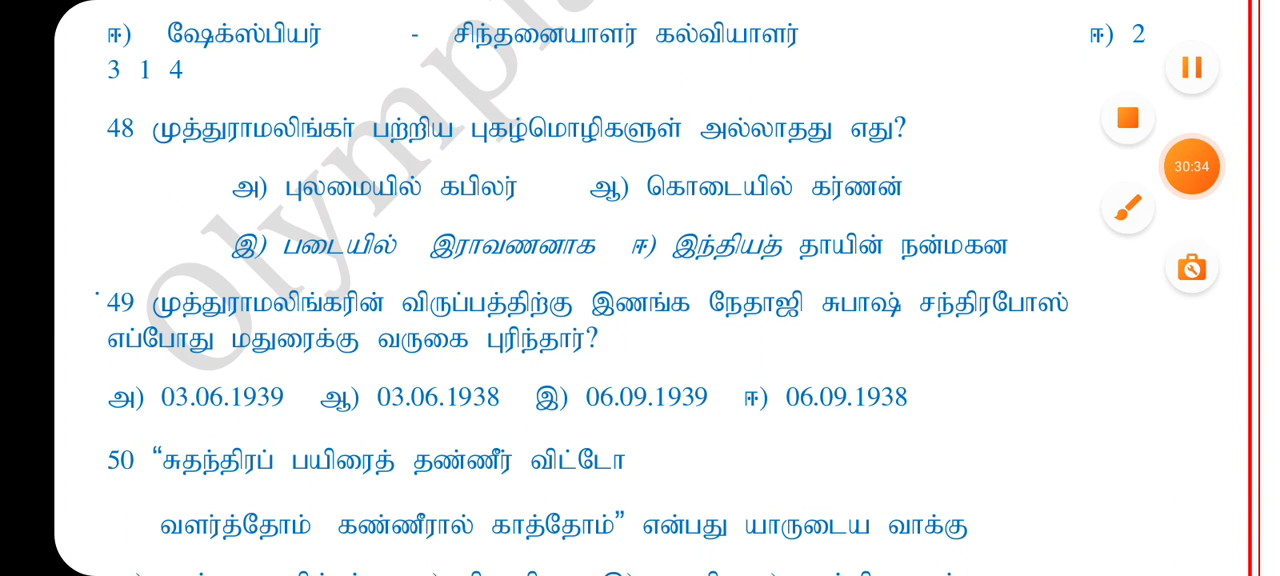 ஈ) ஷேக்ஸ்பியர் - சிந்தனையாளர் கல்வியாளர் ஈ) 2
3 1 4
30:34
48 முத்துராமலிங்கர் பற்றிய புகழ்மொழிகளுள் அல்லாதது எது?
அ) புலமையில் கபிலர் ஆ) கொடையில் கர்ணன்
இ) படையில் இராவணனாக ஈ) இந்தியத் தாயின் நன்மகன
49 முத்துராமலிங்கரின் விருப்பத்திற்கு இணங்க நேதாஜி சுபாஷ் சந்திரபோஸ்
எப்போது மதுரைக்கு வருகை புரிந்தார்?
அ) 03.06.1939 ஆ) 03.06.1938 இ) 06.09.1939 ஈ) 06.09.1938
50 “சுதந்திரப் பயிரைத் தண்ணீர் விட்டோ
வளர்த்தோம் கண்ணீரால் காத்தோம்” என்பது யாருடைய வாக்கு